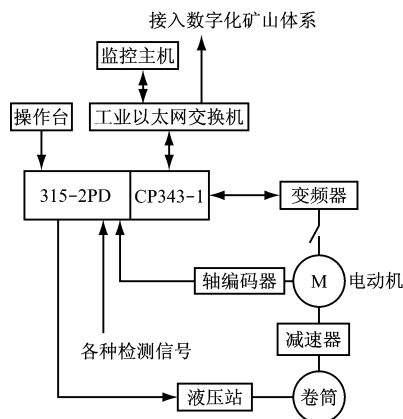 接入数字化矿山体系
监控主机
操作台
工业以太网交换机
315-2PD
CP343-1
变频器
轴编码器
M
电动机
减速器
各种检测信号
液压站
卷筒